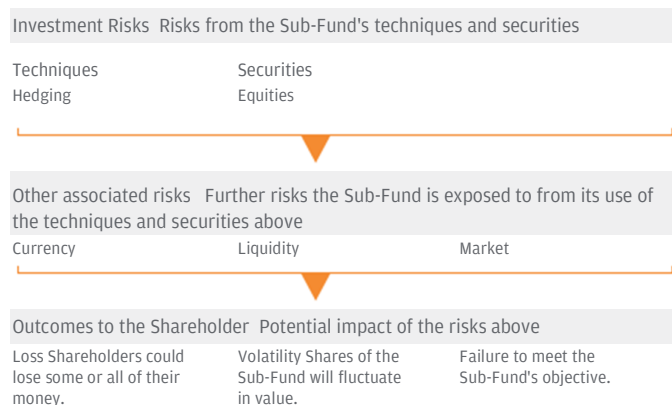 Investment Risks Risks from the Sub-Fund's techniques and securities
Techniques Securities
Hedging Equities
Other associated risks Further risks the Sub-Fund is exposed to from its use of
the techniques and securities above
Currency Liquidity Market
Outcomes to the Shareholder Potential impact of the risks above
Loss Shareholders could
lose some or all of their
money.
Volatility Shares of the
Sub-Fund will fluctuate
in value.
Failure to meet the
Sub-Fund's objective.